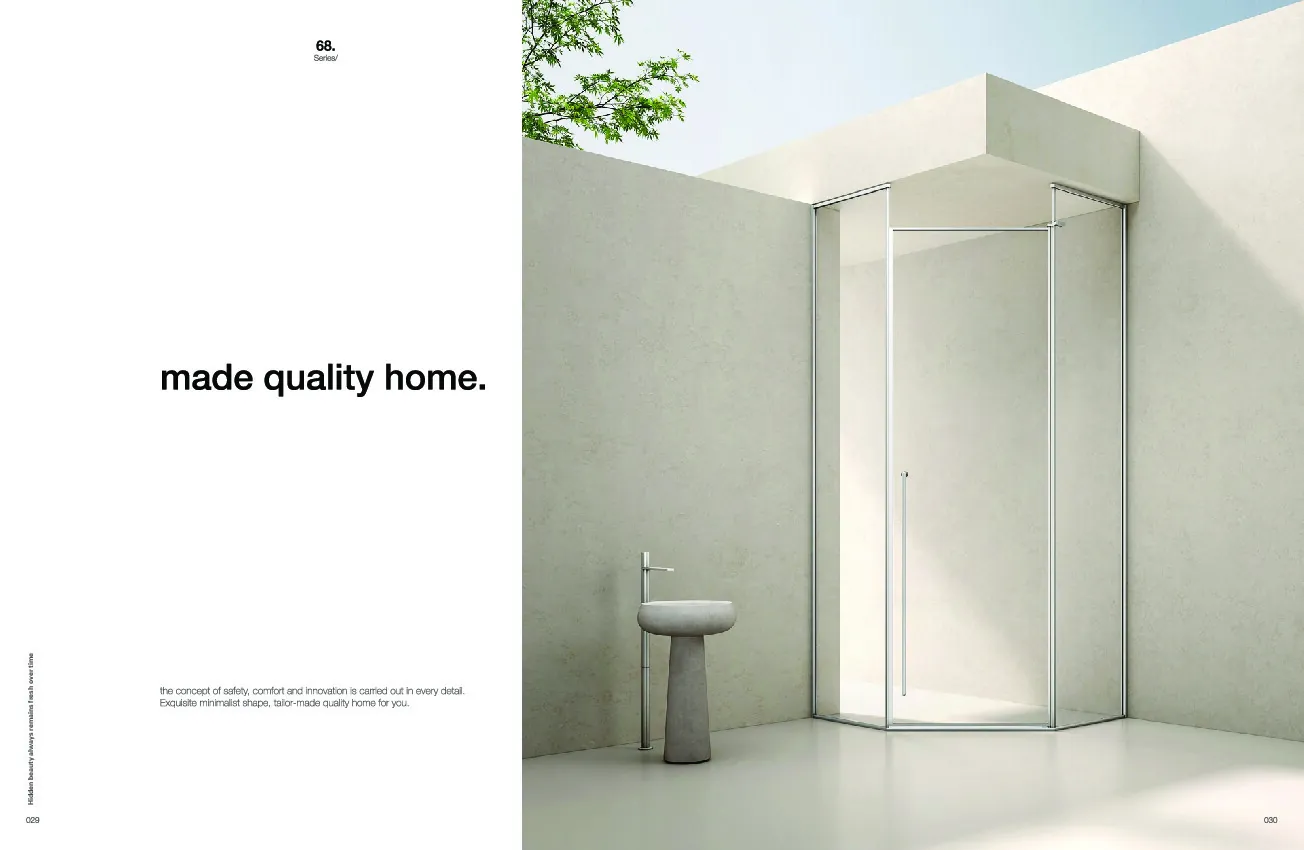 68.
Series/
made quality home.
the concept of safety, comfort and innovation is carried out in every detail.
Exquisite minimalist shape, tailor-made quality home for you.
Hidden beauty always remains fresh over time
029
030